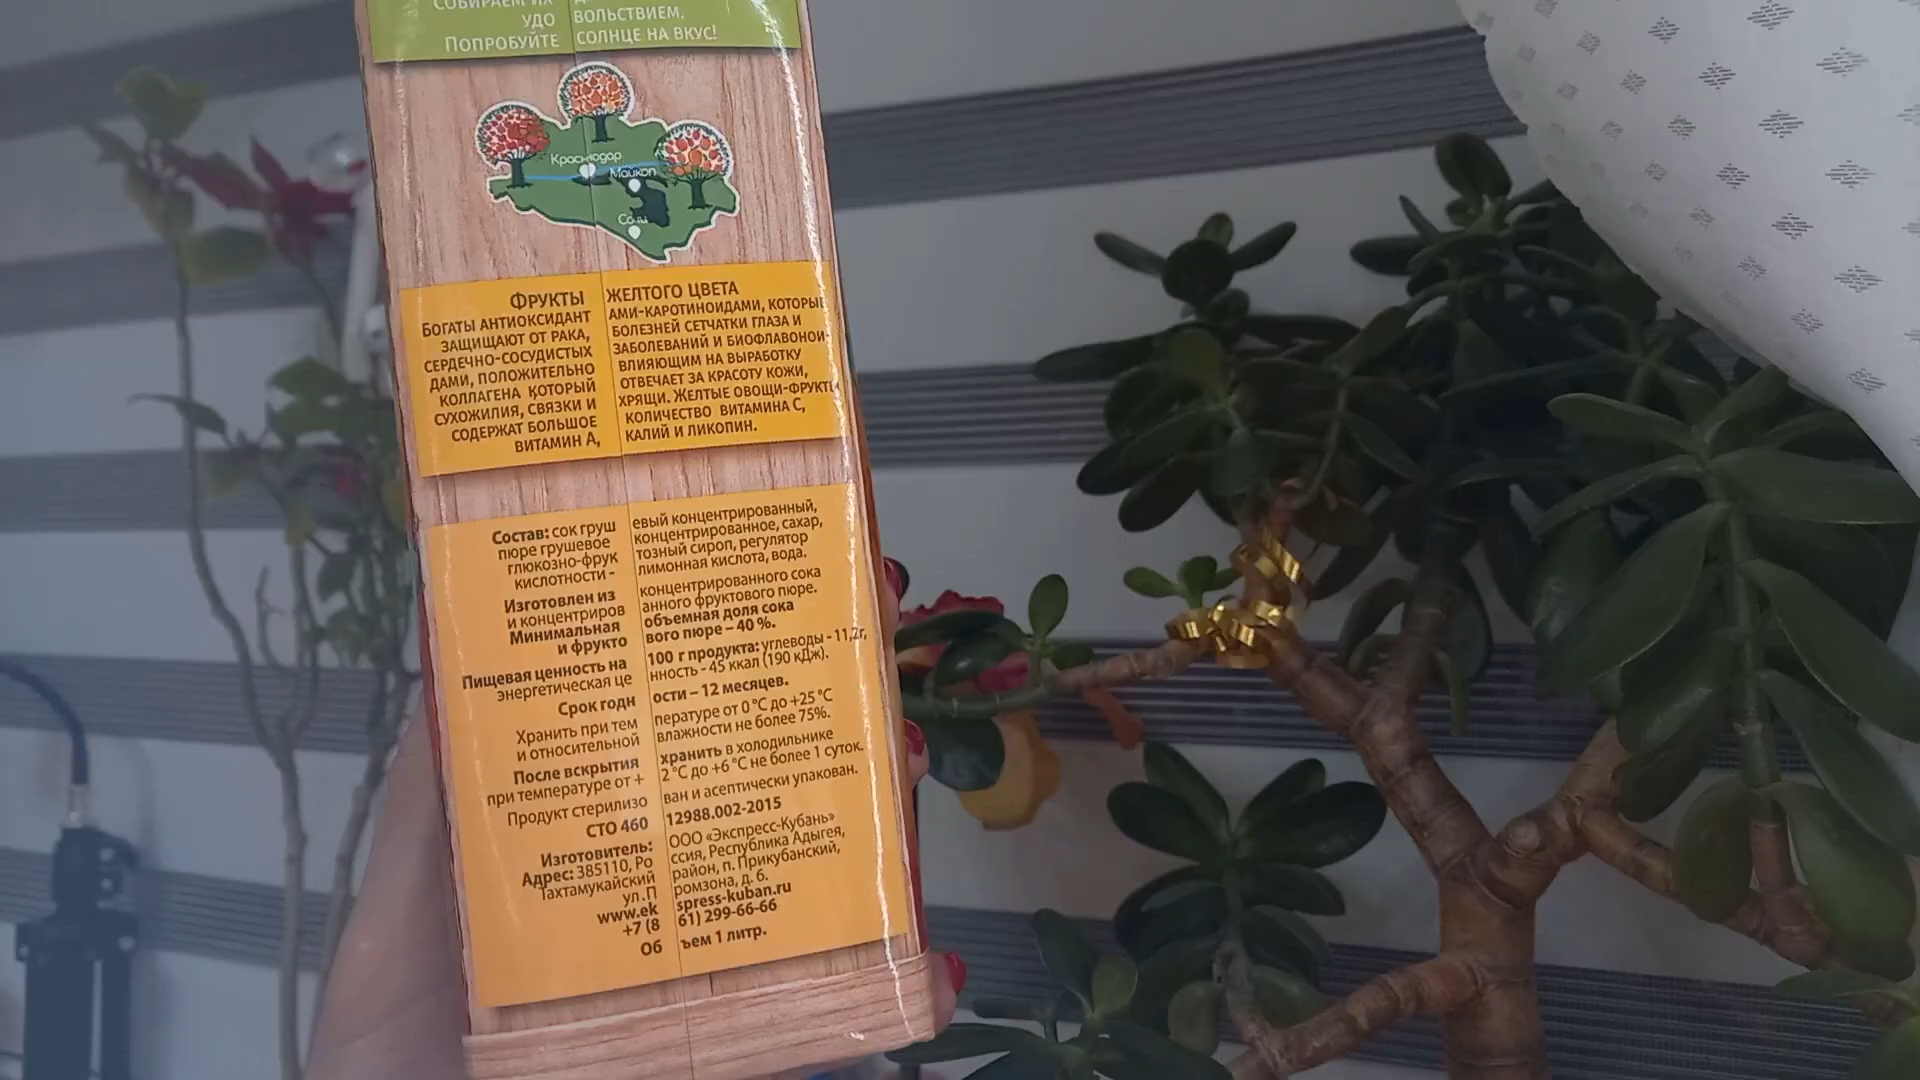 СОБИРАЕМ ИХ
УДО ВОЛЬСТВИЕМ.
ПОПРОБУЙТЕ СОЛНЦЕ НА ВКУС!
Краснодар
Майкоп
Сочи
ФРУКТЫ ЖЕЛТОГО ЦВЕТА
БОГАТЫ АНТИОКСИДАНТ АМИ-КАРОТИНОИДАМИ, КОТОРЫЕ
ЗАЩИЩАЮТ ОТ РАКА, БОЛЕЗНЕЙ СЕТЧАТКИ ГЛАЗА И
СЕРДЕЧНО-СОСУДИСТЫХ ЗАБОЛЕВАНИЙ И БИОФЛАВОНОИ-
ДАМИ, ПОЛОЖИТЕЛЬНО ВЛИЯЮЩИМ НА ВЫРАБОТКУ
КОЛЛАГЕНА КОТОРЫЙ ОТВЕЧАЕТ ЗА КРАСОТУ КОЖИ,
СУХОЖИЛИЯ, СВЯЗКИ И ХРЯЩИ. ЖЕЛТЫЕ ОВОЩИ-ФРУКТЫ
СОДЕРЖАТ БОЛЬШОЕ КОЛИЧЕСТВО ВИТАМИНА С,
ВИТАМИН А, КАЛИЙ И ЛИКОПИН.
Состав: сок груш евый концентрированный,
пюре грушевое концентрированное, сахар,
глюкозно-фрук тозный сироп, регулятор
кислотности - лимонная кислота, вода.
Изготовлен из концентрированного сока
и концентриров анного фруктового пюре.
Минимальная объемная доля сока
и фрукто вого пюре – 40 %.
Пищевая ценность на 100 г продукта: углеводы - 11,2г,
энергетическая це нность - 45 ккал (190 кДж).
Срок годн ости – 12 месяцев.
Хранить при тем пературе от 0 °С до +25 °С
и относительной влажности не более 75%.
После вскрытия хранить в холодильнике
при температуре от + 2 °С до +6 °С не более 1 суток.
Продукт стерилизо ван и асептически упакован.
СТО 460 12988.002-2015
Изготовитель: ООО «Экспресс-Кубань»
Адрес: 385110, Ро ссия, Республика Адыгея,
Тахтамукайский район, п. Прикубанский,
ул.П ромзона, д. 6.
www.ek spress-kuban.ru
+7 (8 61) 299-66-66
Об ъем 1 литр.